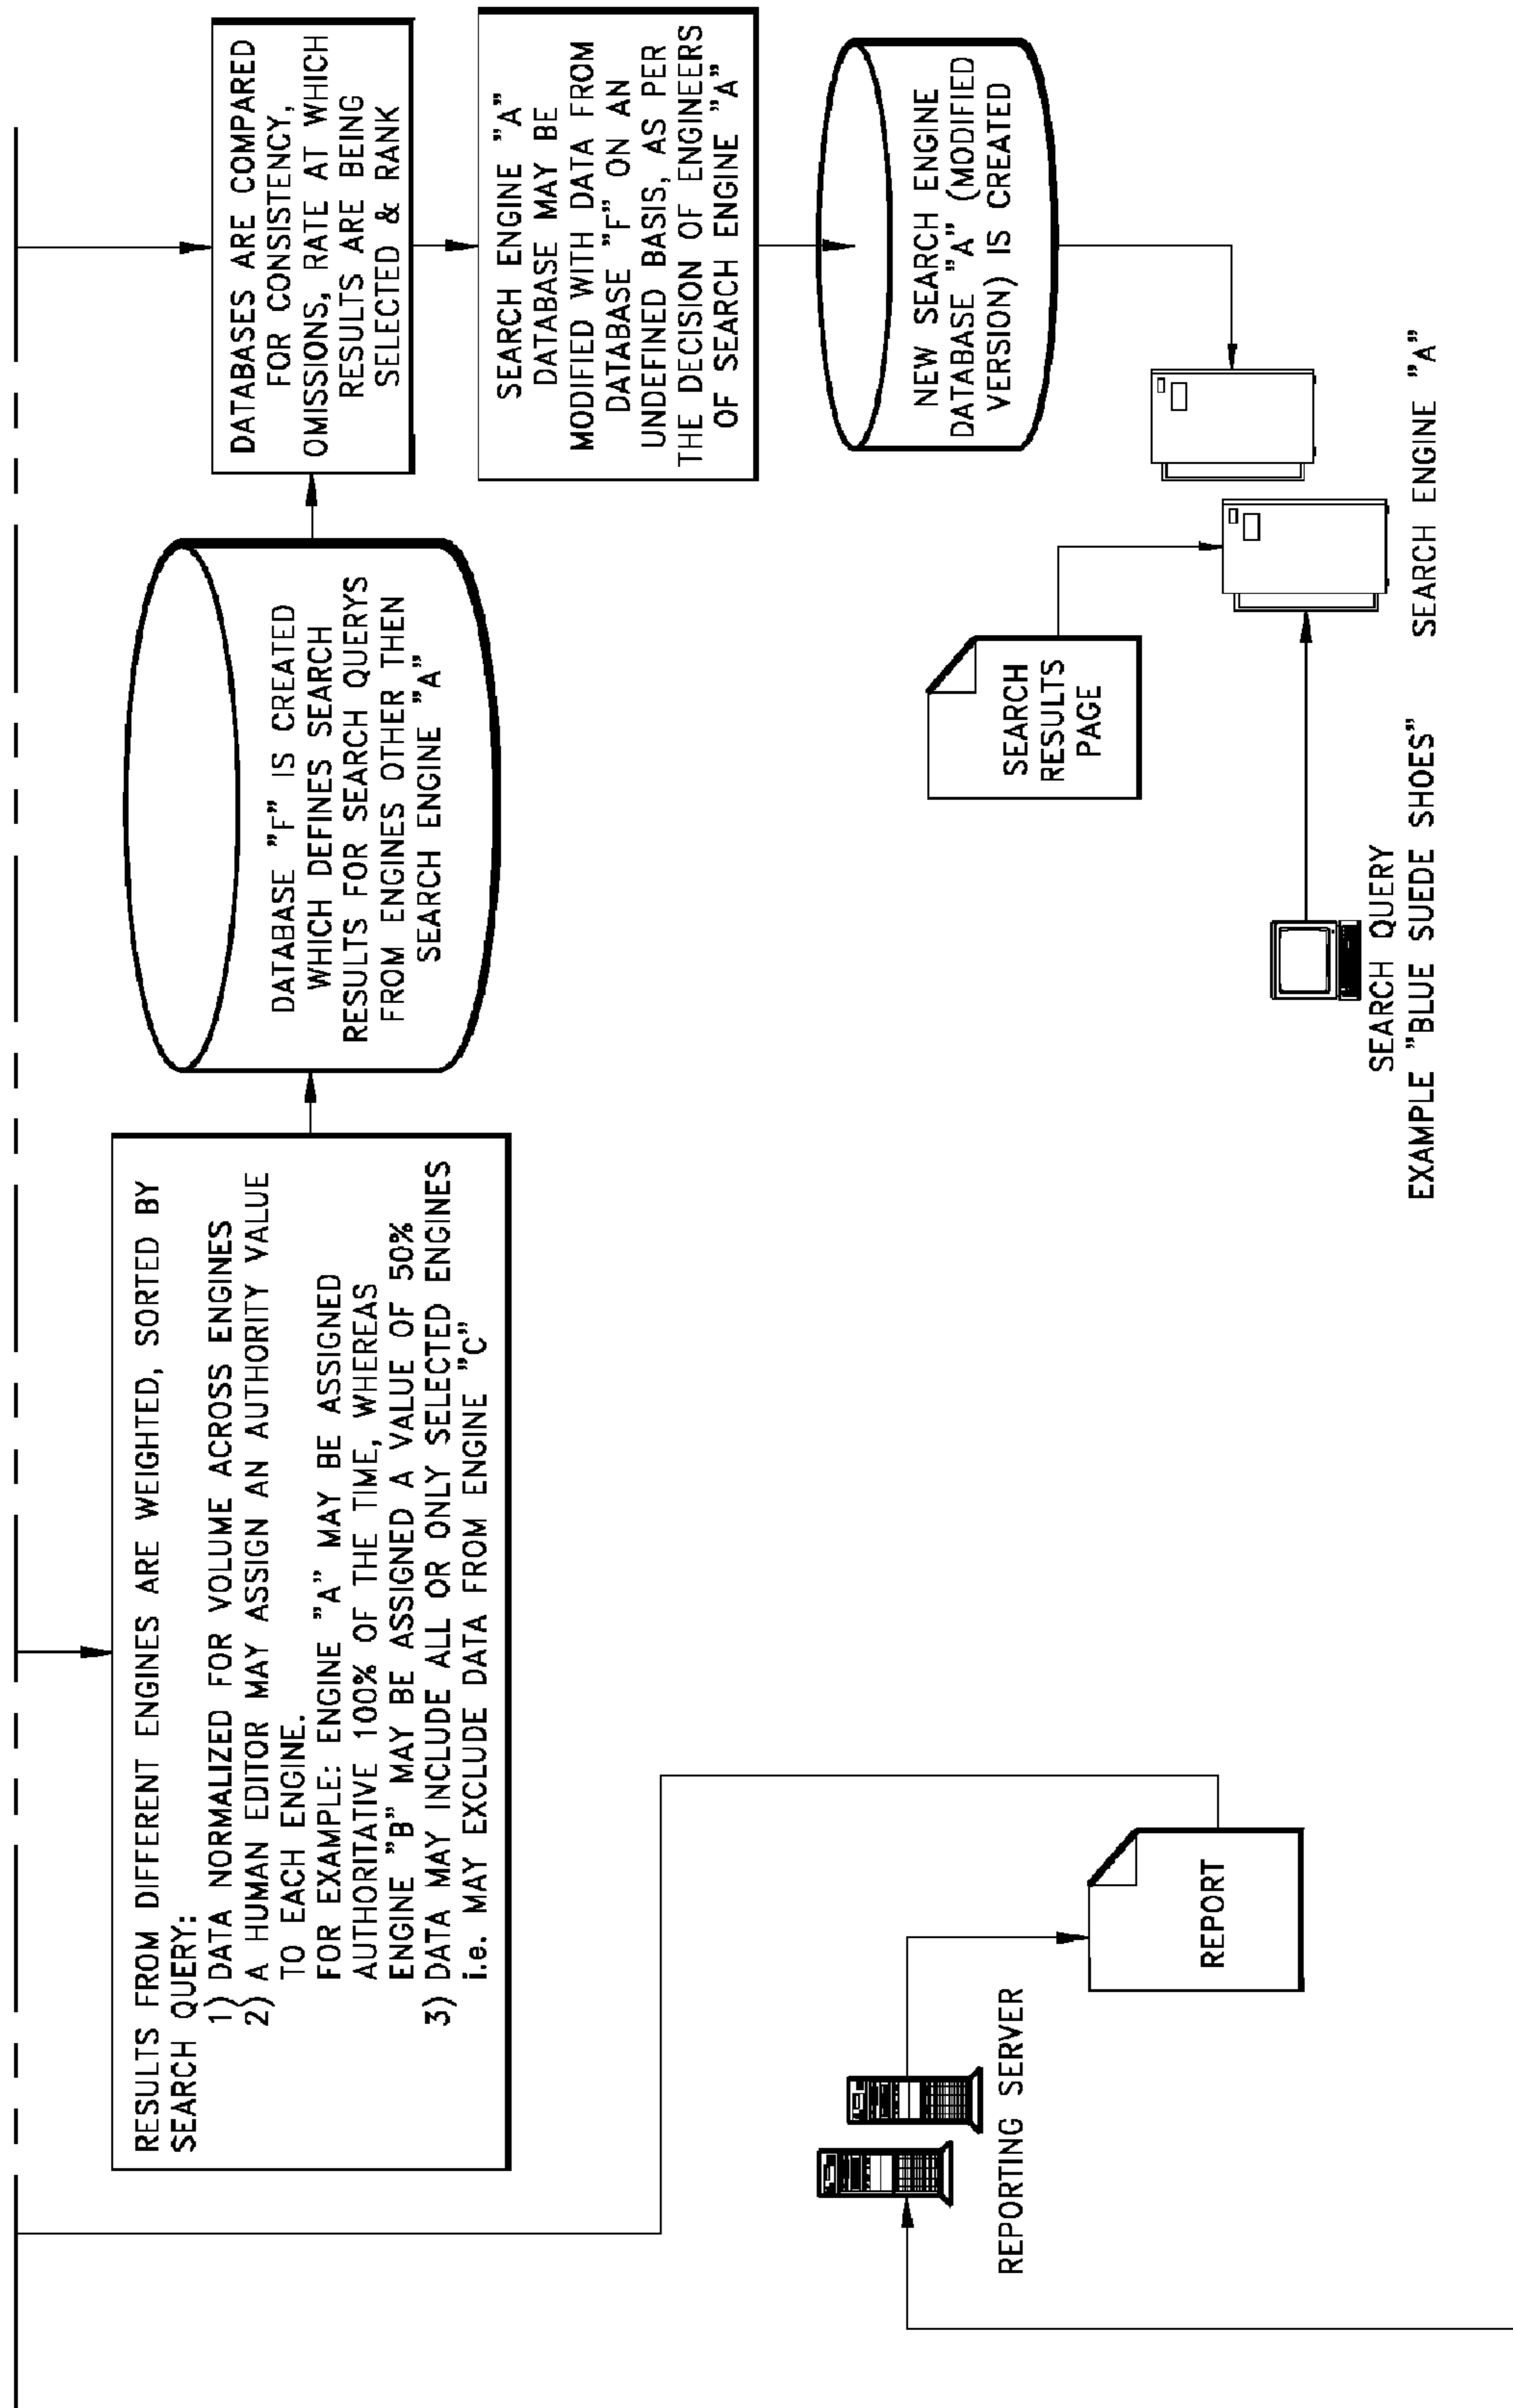 RESULTS FROM DIFFERENT ENGINES ARE WEIGHTED, SORTED BY
SEARCH QUERY:
1) DATA NORMALIZED FOR VOLUME ACROSS ENGINES
2) A HUMAN EDITOR MAY ASSIGN AN AUTHORITY VALUE
TO EACH ENGINE.
FOR EXAMPLE: ENGINE "A" MAY BE ASSIGNED
AUTHORITATIVE 100% OF THE TIME, WHEREAS
ENGINE "B" MAY BE ASSIGNED A VALUE OF 50%
3) DATA MAY INCLUDE ALL OR ONLY SELECTED ENGINES
i.e. MAY EXCLUDE DATA FROM ENGINE "C"
DATABASE "F" IS CREATED
WHICH DEFINES SEARCH
RESULTS FOR SEARCH QUERYS
FROM ENGINES OTHER THEN
SEARCH ENGINE "A"
DATABASES ARE COMPARED
FOR CONSISTENCY,
OMISSIONS, RATE AT WHICH
RESULTS ARE BEING
SELECTED & RANK
SEARCH ENGINE "A"
DATABASE MAY BE
MODIFIED WITH DATA FROM
DATABASE "F" ON AN
UNDEFINED BASIS, AS PER
THE DECISION OF ENGINEERS
OF SEARCH ENGINE "A"
NEW SEARCH ENGINE
DATABASE "A" (MODIFIED
VERSION) IS CREATED
REPORTING SERVER
REPORT
SEARCH
RESULTS
PAGE
SEARCH QUERY
EXAMPLE "BLUE SUEDE SHOES"
SEARCH ENGINE "A"